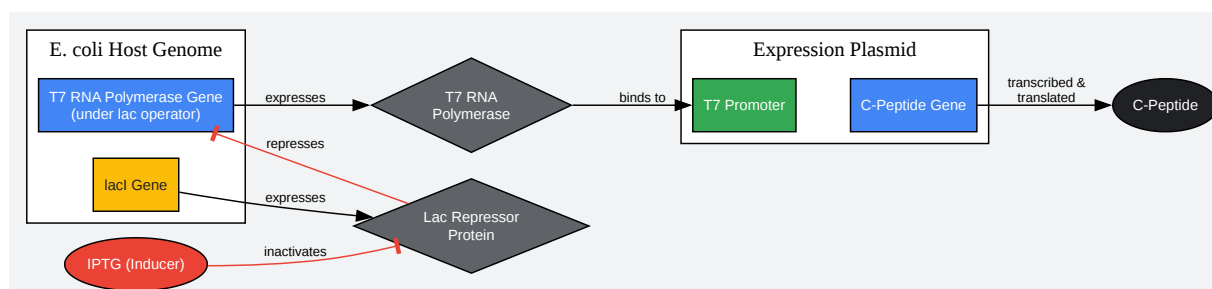 E. coli Host Genome
T7 RNA Polymerase Gene
(under lac operator)
expresses
T7 RNA
Polymerase
binds to
Expression Plasmid
T7 Promoter
C-Peptide Gene
transcribed &
translated
C-Peptide
represses
lacI Gene
expresses
Lac Repressor
Protein
IPTG (Inducer)
inactivates